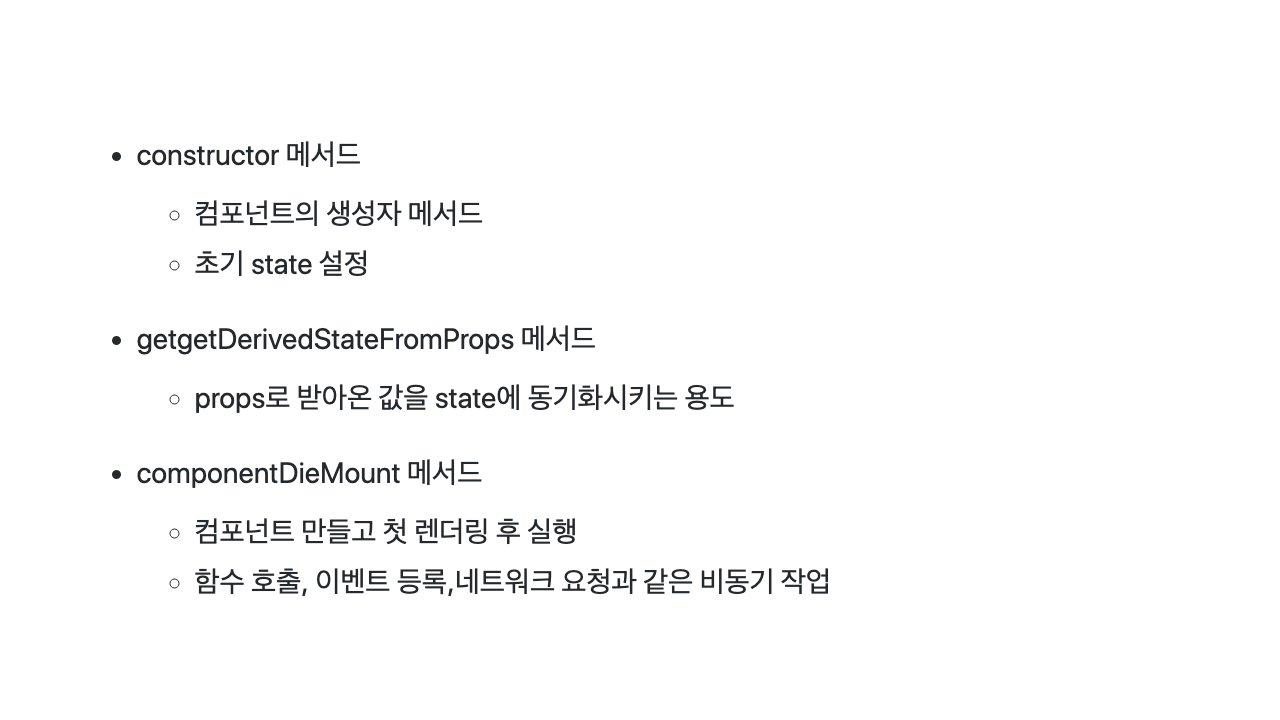 constructor 메서드
컴포넌트의 생성자 메서드
초기 state 설정
getgetDerivedStateFromProps 메서드
props로 받아온 값을 state에 동기화시키는 용도
componentDieMount 메서드
컴포넌트 만들고 첫 렌더링 후 실행
함수 호출, 이벤트 등록,네트워크 요청과 같은 비동기 작업